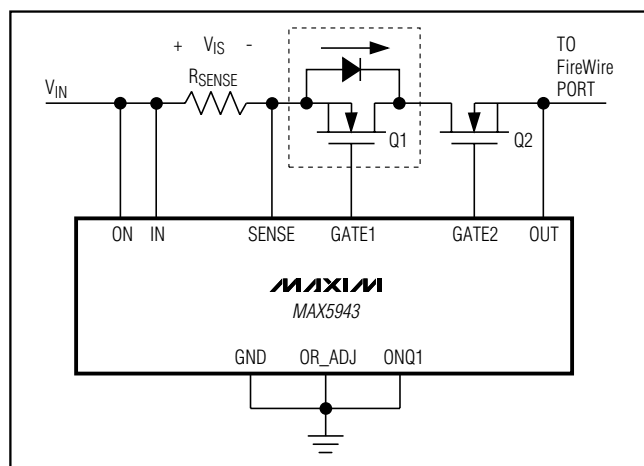 + VIS -
TO
FireWire
PORT
VIN
RSENSE
Q1
Q2
ON IN SENSE GATE1 GATE2 OUT
MAXIM
MAX5943
GND OR_ADJ ONQ1